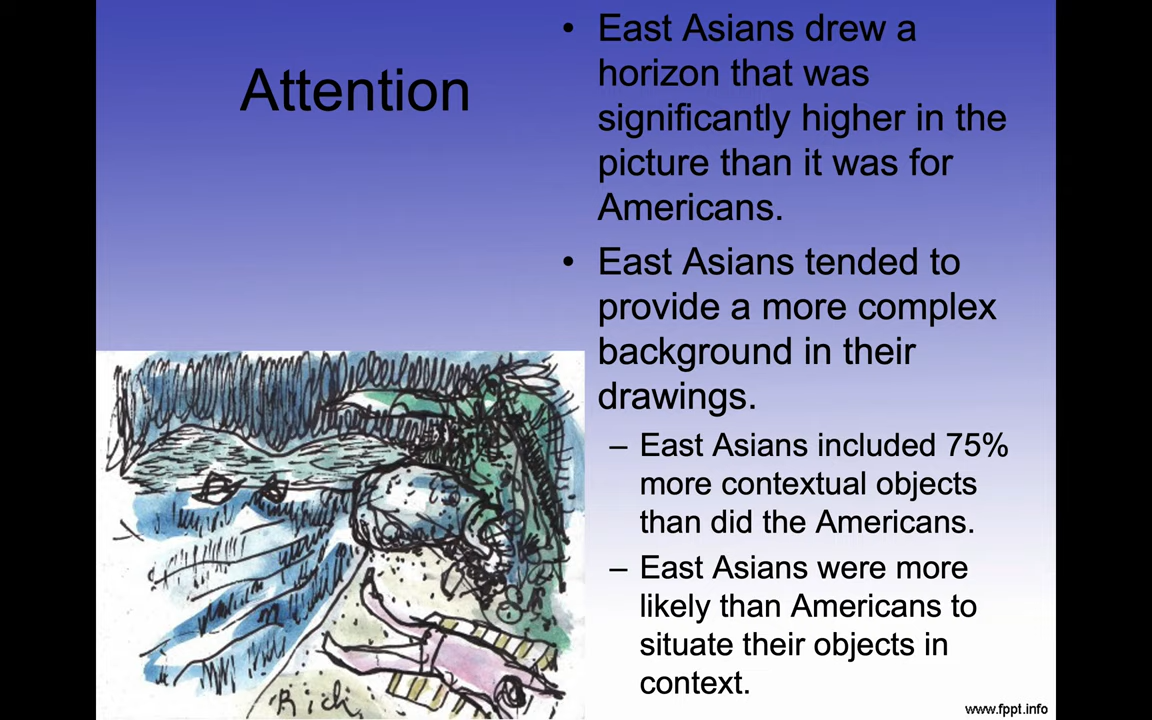 Attention
• East Asians drew a
horizon that was
significantly higher in the
picture than it was for
Americans.
• East Asians tended to
provide a more complex
background in their
drawings.
– East Asians included 75%
more contextual objects
than did the Americans.
– East Asians were more
likely than Americans to
situate their objects in
context.
Rich
www.fppt.info